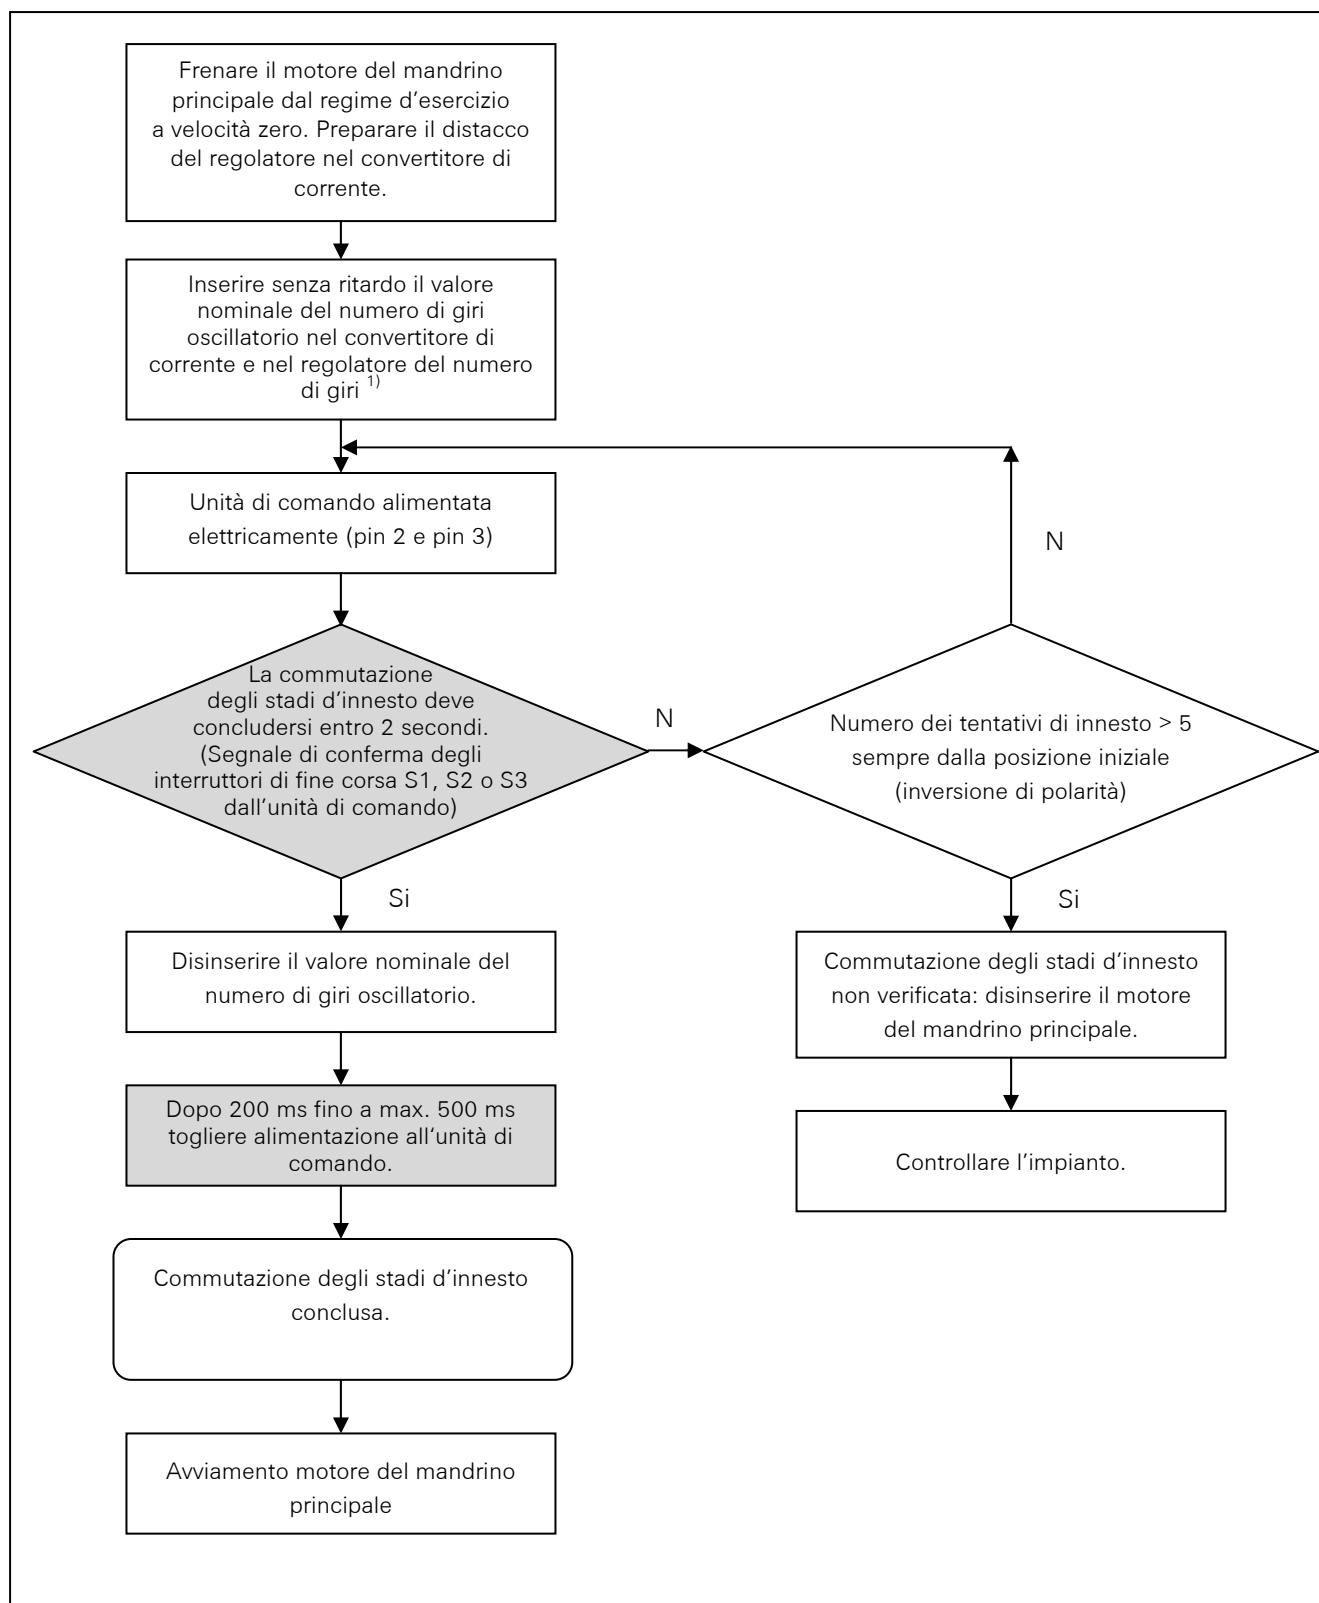 Frenare il motore del mandrino
principale dal regime d'esercizio
a velocità zero. Preparare il distacco
del regolatore nel convertitore di
corrente.
Inserire senza ritardo il valore
nominale del numero di giri
oscillatorio nel convertitore di
corrente e nel regolatore del numero
di giri 1)
Unità di comando alimentata
elettricamente (pin 2 e pin 3)
N
La commutazione
degli stadi d'innesto deve
concludersi entro 2 secondi.
(Segnale di conferma degli
interruttori di fine corsa S1, S2 o S3
dall'unità di comando)
N
Numero dei tentativi di innesto > 5
sempre dalla posizione iniziale
(inversione di polarità)
Si
Si
Disinserire il valore nominale del
numero di giri oscillatorio.
Commutazione degli stadi d'innesto
non verificata: disinserire il motore
del mandrino principale.
Dopo 200 ms fino a max. 500 ms
togliere alimentazione all‘unità di
comando.
Controllare l'impianto.
Commutazione degli stadi d'innesto
conclusa.
Avviamento motore del mandrino
principale